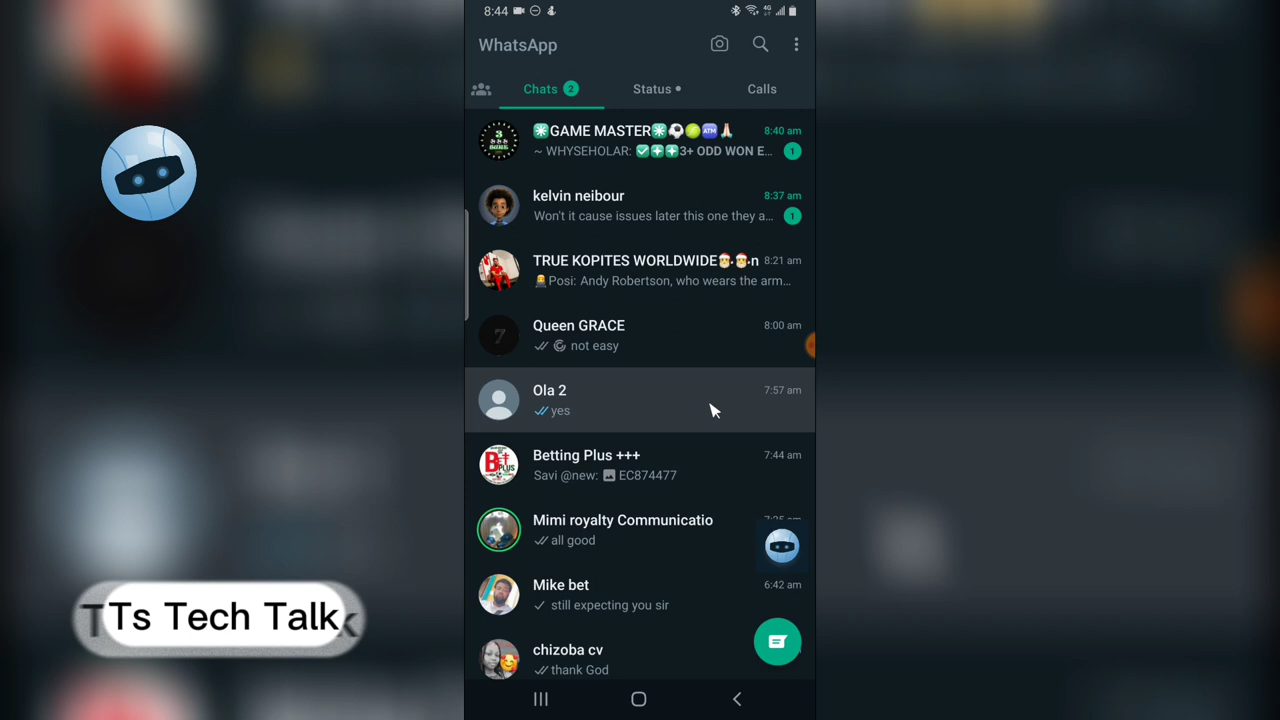 8:44
4G
WhatsApp
Chats 2
Status
Calls
❇️GAME MASTER❇️⚽🎾🏧🙏🏻 8:40 am
~ WHYSEHOLAR: ✅✦✦3+ ODD WON E... 1
kelvin neibour 8:37 am
Won't it cause issues later this one they a... 1
TRUE KOPITES WORLDWIDE 8:21 am
Posi: Andy Robertson, who wears the arm...
7
Queen GRACE 8:00 am
not easy
Ola 2 7:57 am
yes
Betting Plus +++ 7:44 am
Savi @new: EC874477
Mimi royalty Communicatio
all good
Mike bet 6:42 am
still expecting you sir
chizoba cv
thank God
Ts Tech Talk